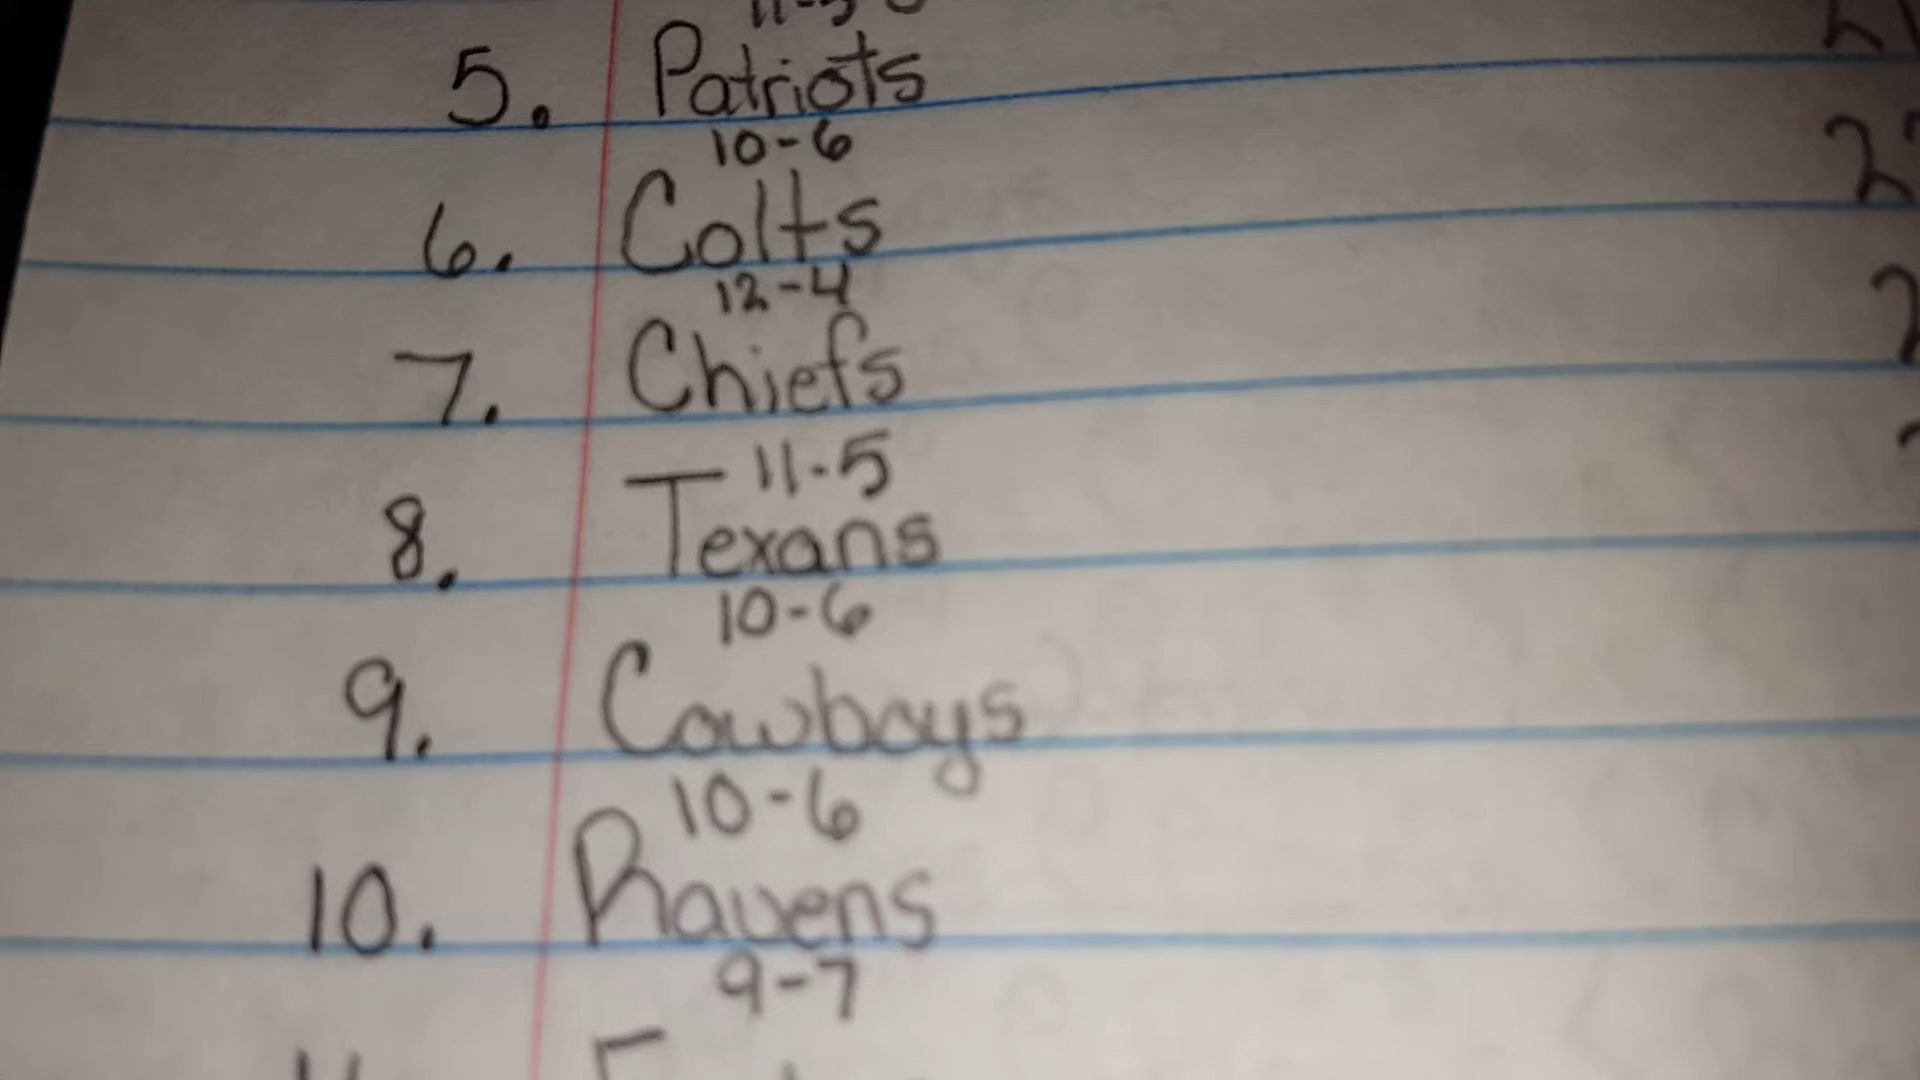 5. Patriots
10-6
6. Colts
12-4
7. Chiefs
11-5
8. Texans
10-6
9. Cowboys
10-6
10. Ravens
9-7